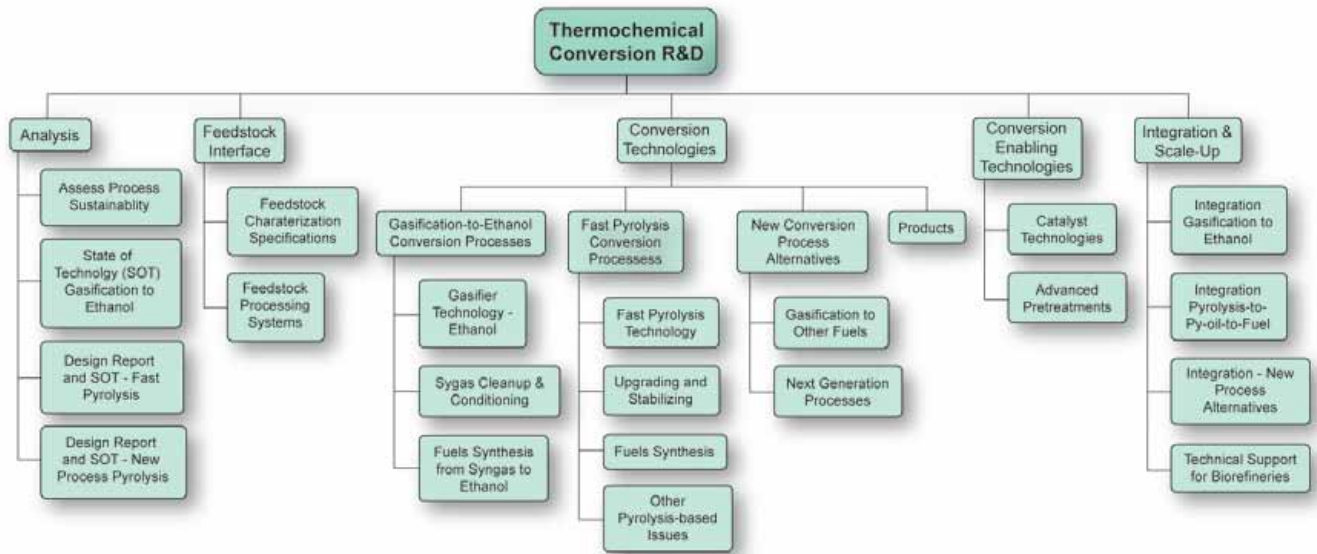 Thermochemical
Conversion R&D
Analysis
Assess Process
Sustainablity
State of
Technolgy (SOT)
Gasification to
Ethanol
Design Report
and SOT - Fast
Pyrolysis
Design Report
and SOT - New
Process Pyrolysis
Feedstock
Interface
Feedstock
Charaterization
Specifications
Feedstock
Processing
Systems
Conversion
Technologies
Gasification-to-Ethanol
Conversion Processes
Gasifier
Technology -
Ethanol
Sygas Cleanup &
Conditioning
Fuels Synthesis
from Syngas to
Ethanol
Fast Pyrolysis
Conversion
Processess
Fast Pyrolysis
Technology
Upgrading and
Stabilizing
Fuels Synthesis
Other
Pyrolysis-based
Issues
New Conversion
Process
Alternatives
Gasification to
Other Fuels
Next Generation
Processes
Products
Conversion
Enabling
Technologies
Catalyst
Technologies
Advanced
Pretreatments
Integration &
Scale-Up
Integration
Gasification to
Ethanol
Integration
Pyrolysis-to-
Py-oil-to-Fuel
Integration - New
Process
Alternatives
Technical Support
for Biorefineries